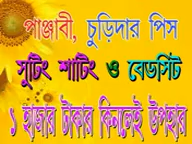 পাঞ্জাবী, চুড়িদার পিস
সুটিং শার্টিং ও বেডসিট
১ হাজার টাকার কিনলেই উপহার